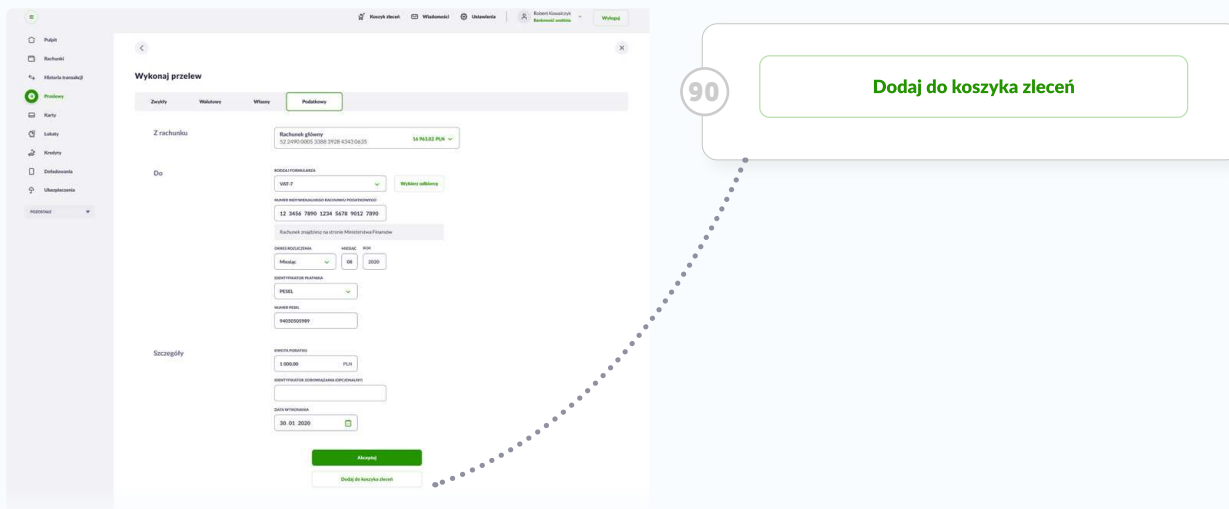 Koszyk zleceń
Wiadomości
Ustawienia
Robert Kowalczyk
Bankowość osobista
Wyloguj
Pulpit
Rachunki
Historia transakcji
Przelewy
Karty
Lokaty
Kredyty
Doładowania
Ubezpieczenia
POZOSTAŁE
Wykonaj przelew
Zwykły
Walutowy
Własny
Podatkowy
Z rachunku
Rachunek główny
52 2490 0005 3388 3928 4343 0635
16 963,82 PLN
Do
RODZAJ FORMULARZA
VAT-7
Wybierz odbiorcę
NUMER INDYWIDUALNEGO RACHUNKU PODATKOWEGO
12 3456 7890 1234 5678 9012 7890
Rachunek znajdziesz na stronie Ministerstwa Finansów
OKRES ROZLICZENIA
MIESIĄC
ROK
Miesiąc
08
2020
IDENTYFIKATOR PŁATNIKA
PESEL
NUMER PESEL
94050500989
Szczegóły
KWOTA PODATKU
1 000,00
PLN
IDENTYFIKATOR ZOBOWIĄZANIA (OPCJONALNY)
DATA WYKONANIA
30. 01. 2020
Akceptuj
Dodaj do koszyka zleceń
90
Dodaj do koszyka zleceń